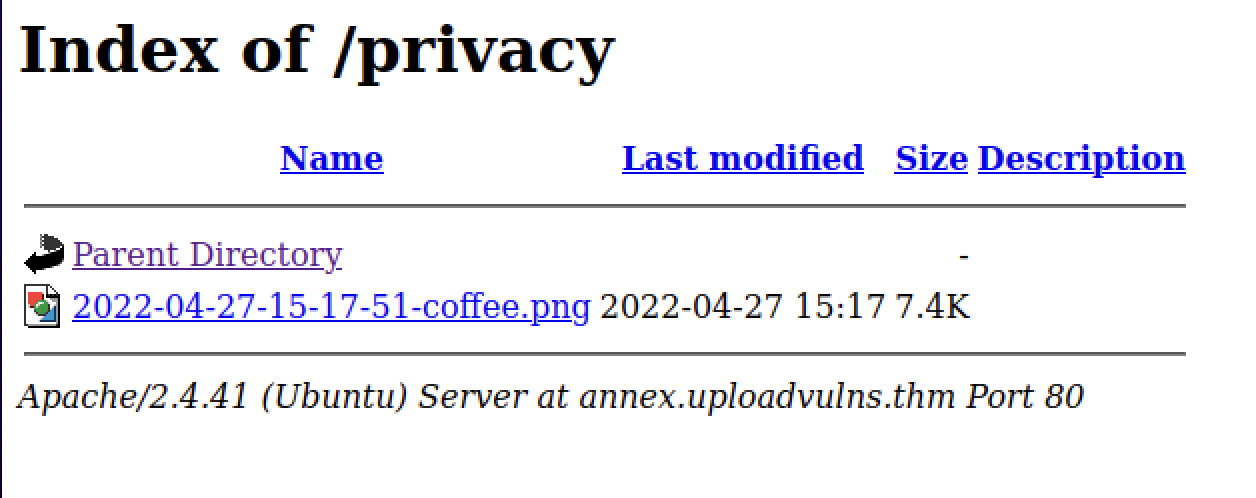 Index of /privacy
Name Last modified Size Description
Parent Directory -
2022-04-27-15-17-51-coffee.png 2022-04-27 15:17 7.4K
Apache/2.4.41 (Ubuntu) Server at annex.uploadvulns.thm Port 80